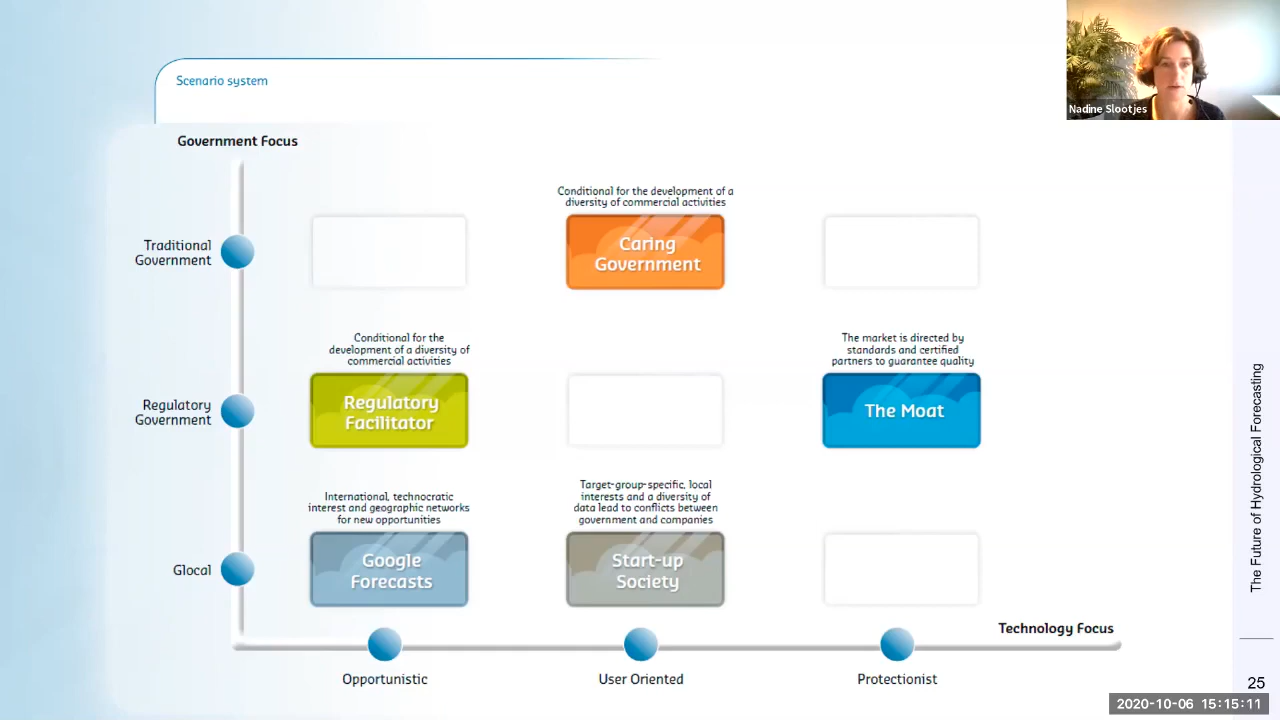 Scenario system
Nadine Slootjes
Government Focus
Conditional for the development of a
diversity of commercial activities
Traditional
Government
Caring
Government
Conditional for the
development of a diversity of
commercial activities
The market is directed by
standards and certified
partners to guarantee quality
Regulatory
Government
Regulatory
Facilitator
The Moat
International, technocratic
interest and geographic networks
for new opportunities
Target-group-specific, local
interests and a diversity of
data lead to conflicts between
government and companies
Glocal
Google
Forecasts
Start-up
Society
Technology Focus
Opportunistic
User Oriented
Protectionist
The Future of Hydrological Forecasting
25
2020-10-06 15:15:11